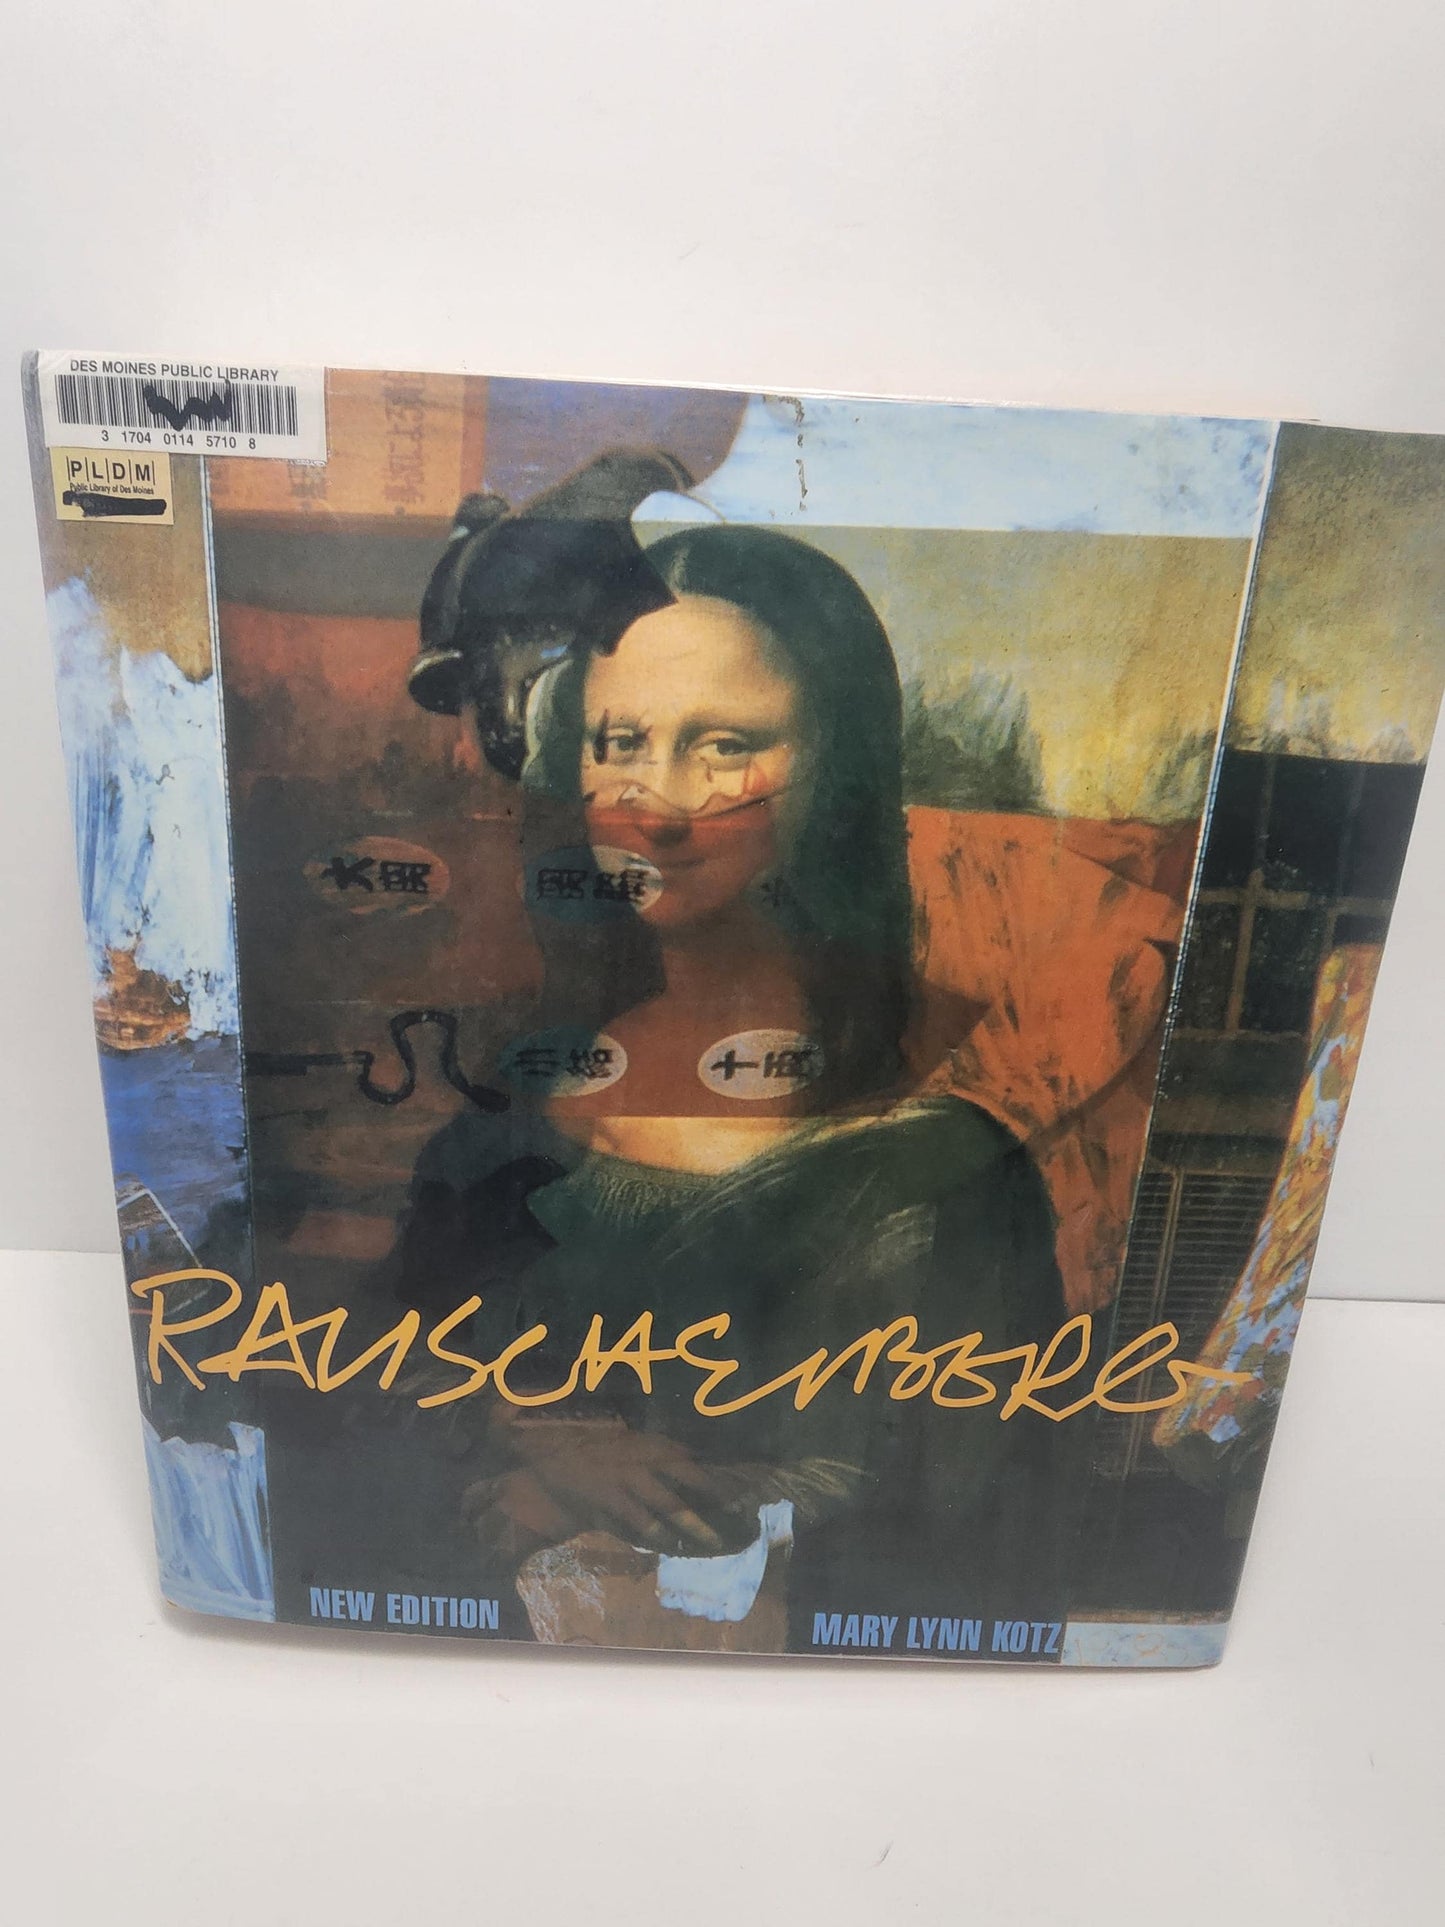 DES MOINES PUBLIC LIBRARY
3 1704 0114 5710 8
P|L|D|M
Public Library of Des Moines
RAUSCHENBERG
NEW EDITION
MARY LYNN KOTZ